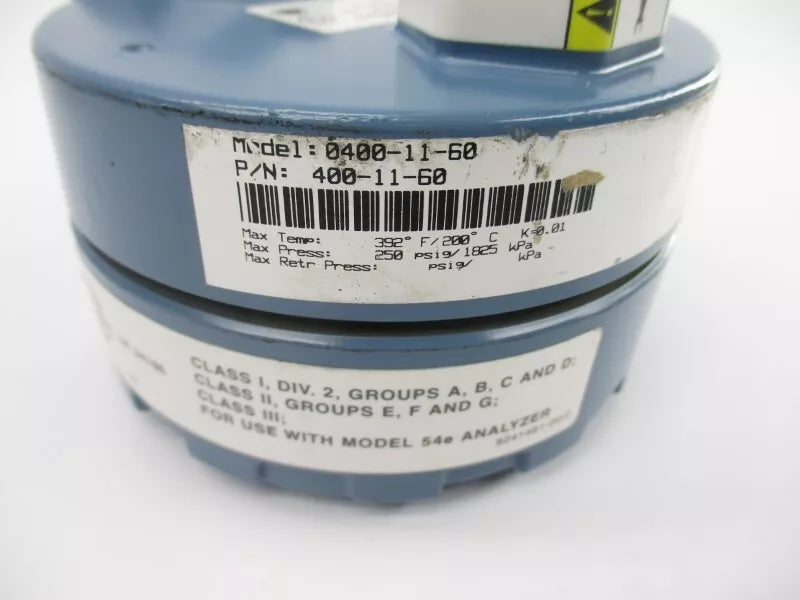 Model: 0400-11-60
P/N: 400-11-60
Max Temp: 392° F/200° C K=0.01
Max Press: 250 psig/1825 kPa
Max Retr Press: psig/ kPa
CLASS I, DIV. 2, GROUPS A, B, C AND D;
CLASS II, GROUPS E, F AND G;
CLASS III;
FOR USE WITH MODEL 54e ANALYZER